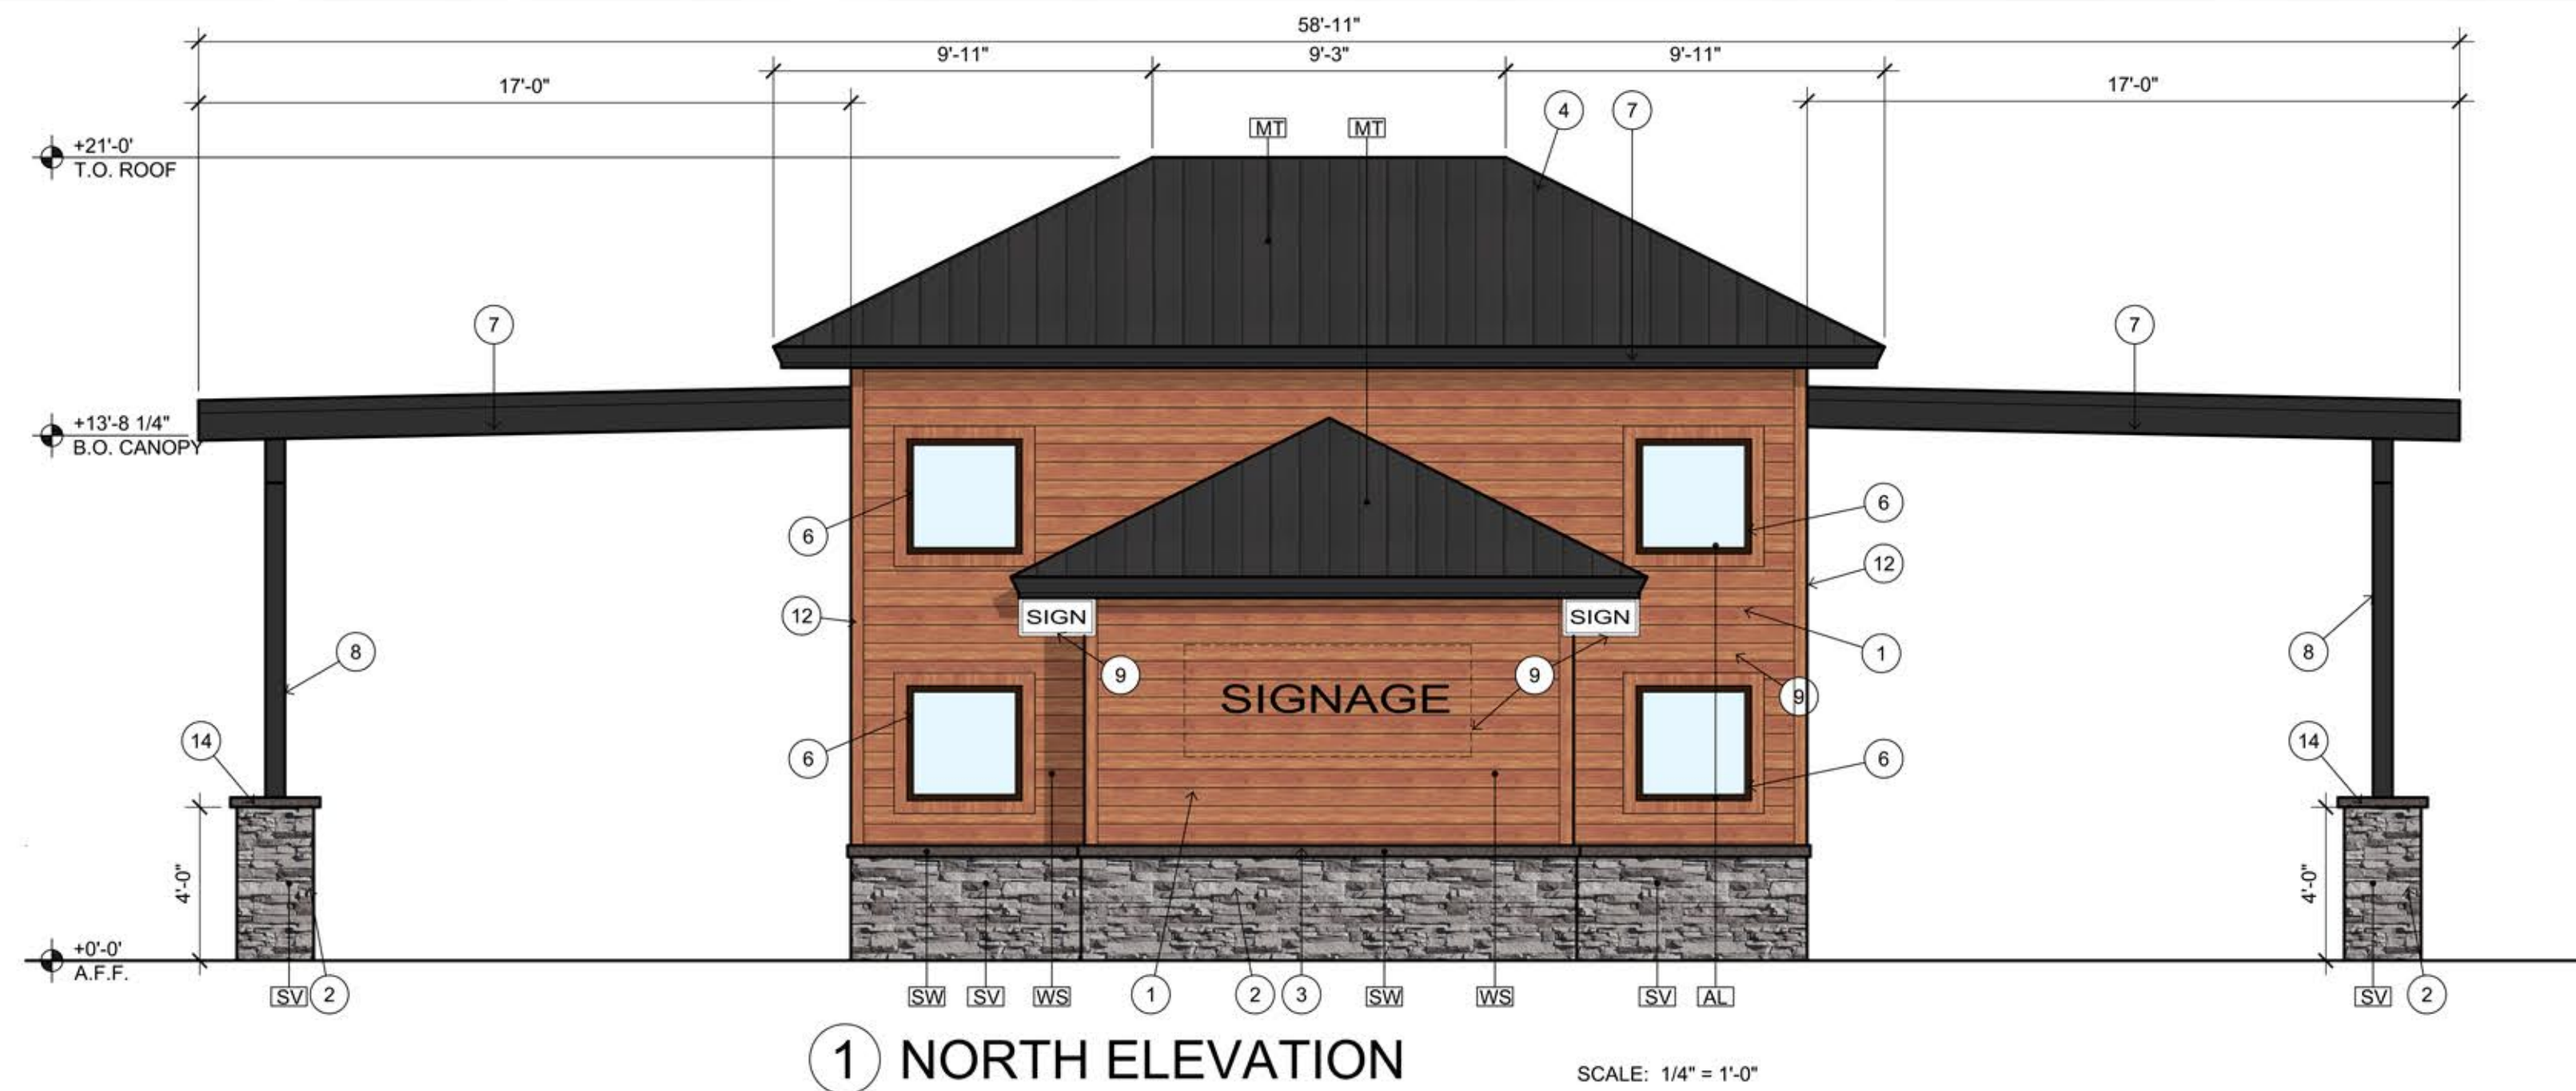 58'-11"
9'-11" 9'-3" 9'-11"
17'-0" 17'-0"
MT MT 4 7
+21'-0'
T.O. ROOF
7 7
+13'-8 1/4"
B.O. CANOPY
6 6
12 12
SIGN SIGN
8 9 9 1 8
SIGNAGE 9
14 6 6 14
4'-0" 4'-0"
+0'-0'
A.F.F.
SV 2 SW SV WS 1 2 3 SW WS SV AL SV 2
1 NORTH ELEVATION
SCALE: 1/4" = 1'-0"